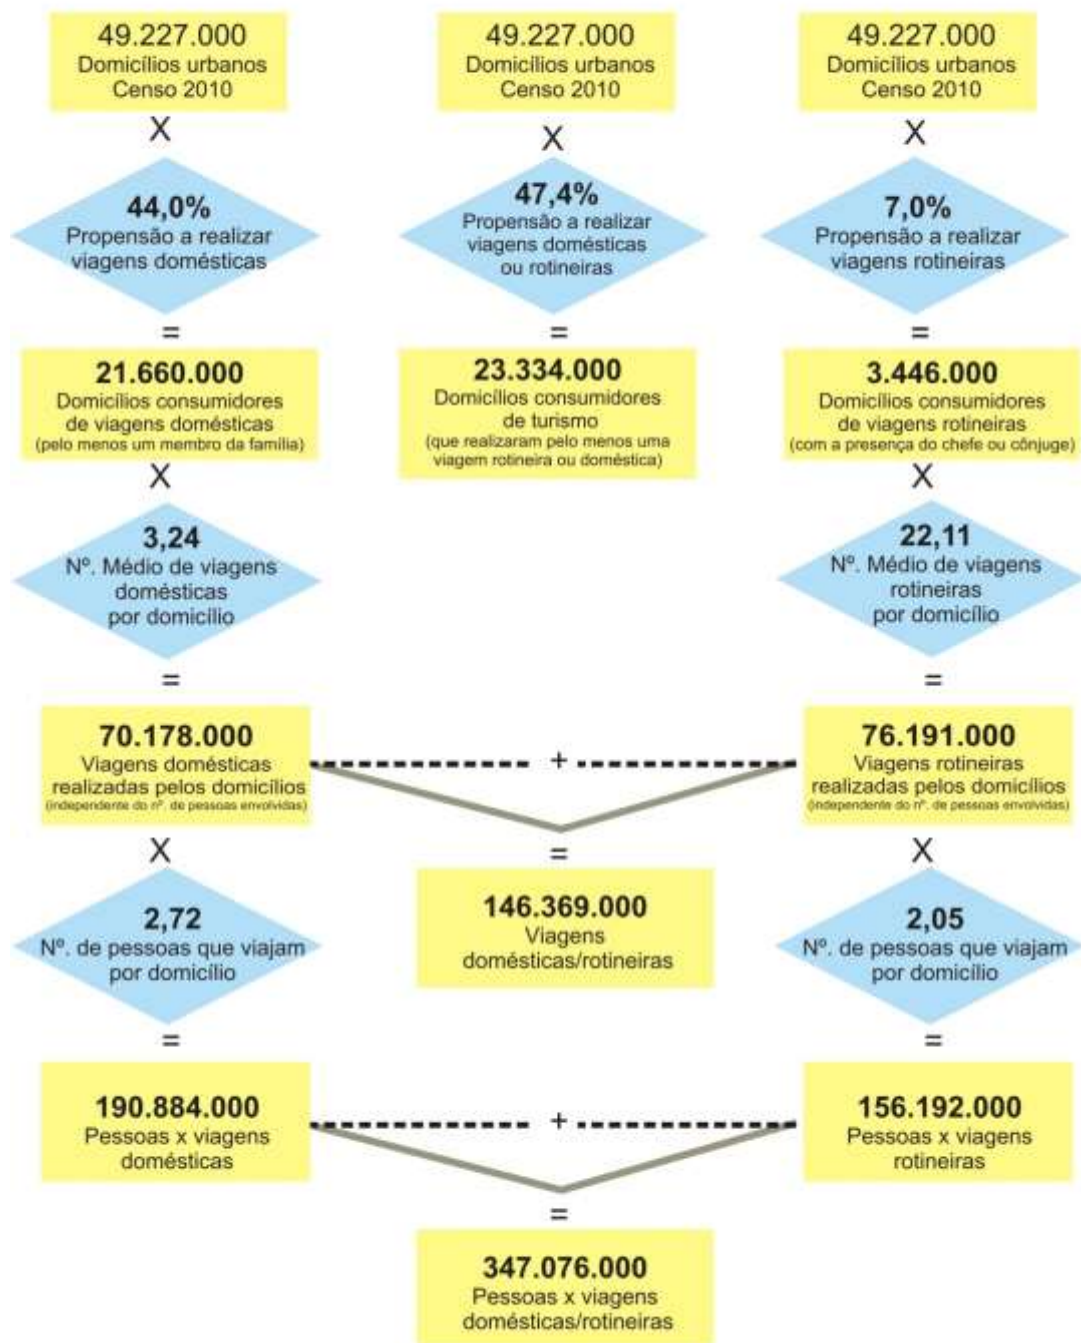 49.227.000
Domicílios urbanos
Censo 2010
X
44,0%
Propensão a realizar
viagens domésticas
=
21.660.000
Domicílios consumidores
de viagens domésticas
(pelo menos um membro da família)
X
3,24
Nº. Médio de viagens
domésticas
por domicílio
=
70.178.000
Viagens domésticas
realizadas pelos domicílios
(independente do nº. de pessoas envolvidas)
X
2,72
Nº. de pessoas que viajam
por domicílio
=
190.884.000
Pessoas x viagens
domésticas
49.227.000
Domicílios urbanos
Censo 2010
X
47,4%
Propensão a realizar
viagens domésticas
ou rotineiras
=
23.334.000
Domicílios consumidores
de turismo
(que realizaram pelo menos uma
viagem rotineira ou doméstica)
+
=
146.369.000
Viagens
domésticas/rotineiras
+
=
347.076.000
Pessoas x viagens
domésticas/rotineiras
49.227.000
Domicílios urbanos
Censo 2010
X
7,0%
Propensão a realizar
viagens rotineiras
=
3.446.000
Domicílios consumidores
de viagens rotineiras
(com a presença do chefe ou cônjuge)
X
22,11
Nº. Médio de viagens
rotineiras
por domicílio
=
76.191.000
Viagens rotineiras
realizadas pelos domicílios
(independente do nº. de pessoas envolvidas)
X
2,05
Nº. de pessoas que viajam
por domicílio
=
156.192.000
Pessoas x viagens
rotineiras